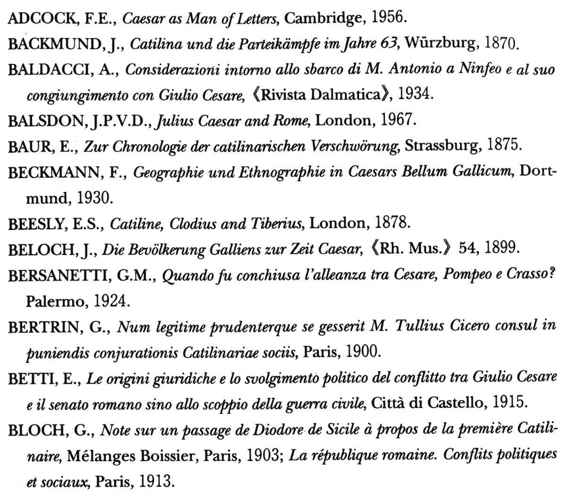 ADCOCK, F.E., Caesar as Man of Letters, Cambridge, 1956.
BACKMUND, J., Catilina und die Parteikämpfe im Jahre 63, Würzburg, 1870.
BALDACCI, A., Considerazioni intorno allo sbarco di M. Antonio a Ninfeo e al suo
congiungimento con Giulio Cesare, 《Rivista Dalmatica》, 1934.
BALSDON, J.P.V.D., Julius Caesar and Rome, London, 1967.
BAUR, E., Zur Chronologie der catilinarischen Verschwörung, Strassburg, 1875.
BECKMANN, F., Geographie und Ethnographie in Caesars Bellum Gallicum, Dort-
mund, 1930.
BEESLY, E.S., Catiline, Clodius and Tiberius, London, 1878.
BELOCH, J., Die Bevölkerung Galliens zur Zeit Caesar, 《Rh. Mus.》 54, 1899.
BERSANETTI, G.M., Quando fu conchiusa l'alleanza tra Cesare, Pompeo e Crasso?
Palermo, 1924.
BERTRIN, G., Num legitime prudenterque se gesserit M. Tullius Cicero consul in
puniendis conjurationis Catilinariae sociis, Paris, 1900.
BETTI, E., Le origini giuridiche e lo svolgimento politico del conflitto tra Giulio Cesare
e il senato romano sino allo scoppio della guerra civile, Città di Castello, 1915.
BLOCH, G., Note sur un passage de Diodore de Sicile à propos de la première Catili-
naire, Mélanges Boissier, Paris, 1903; La république romaine. Conflits politiques
et sociaux, Paris, 1913.